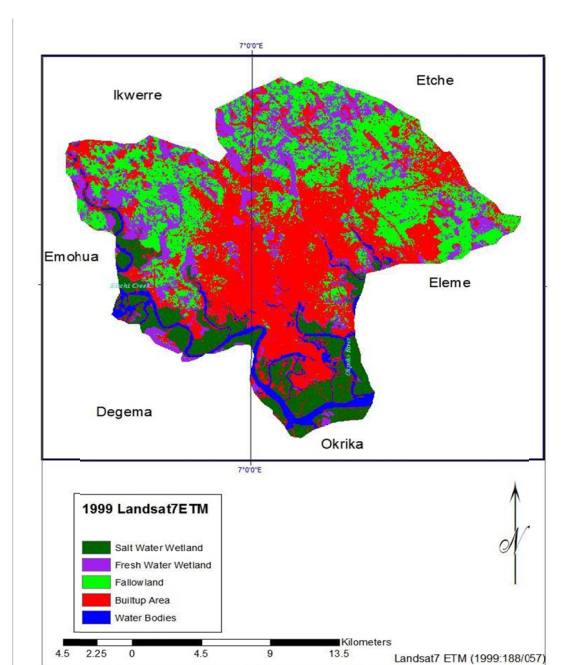 7°0'0"E
Etche
Ikwerre
Emohua
Eleme
Degema
Okrika
7°0'0"E
1999 Landsat7ETM
Salt Water Wetland
Fresh Water Wetland
Fallowland
Builtup Area
Water Bodies
N
Kilometers
4.5 2.25 0 4.5 9 13.5
Landsat7 ETM (1999:188/057)